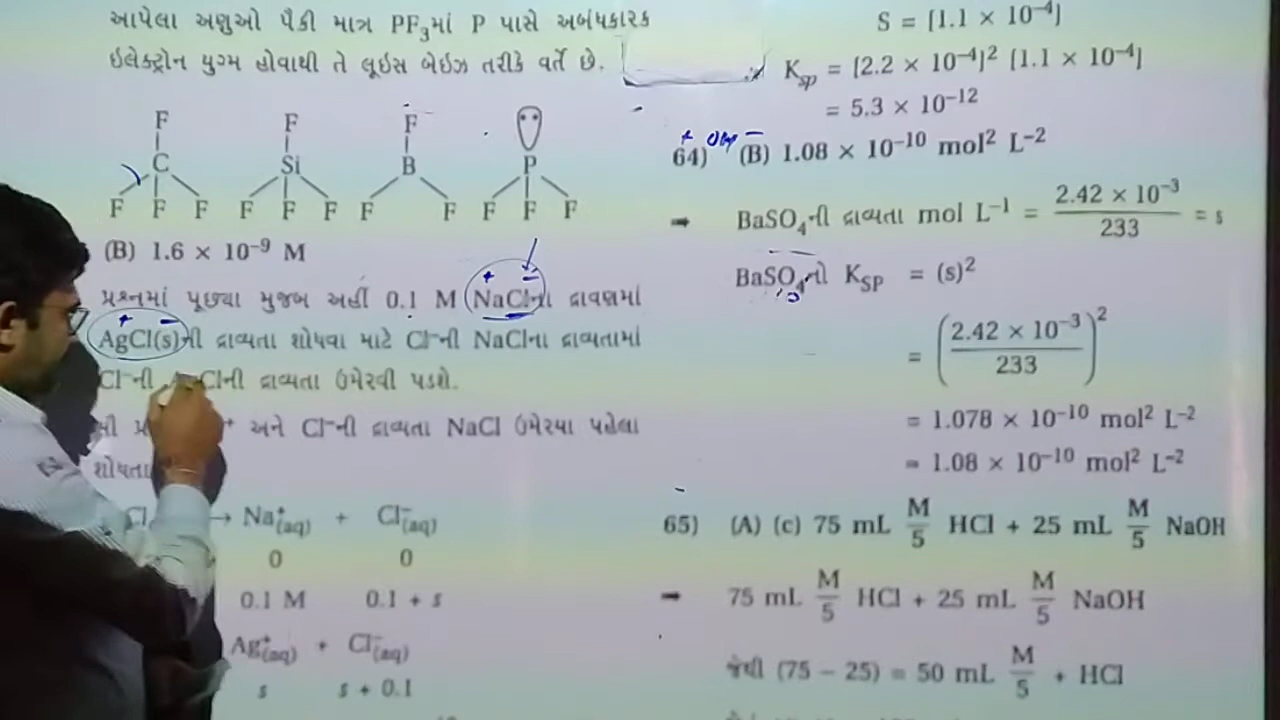 આપેલા અણુઓ પૈકી માત્ર PF₃માં P પાસે અબંધકારક
ઇલેક્ટ્રોન યુગ્મ હોવાથી તે લૂઇસ બેઇઝ તરીકે વર્તે છે.
F F F
C Si B P
F F F F F F F F F F F
(B) 1.6 × 10⁻⁹ M
પ્રશ્નમાં પૂછ્યા મુજબ અહીં 0.1 M NaClના દ્રાવણમાં
AgCl(s)ની દ્રાવ્યતા શોધવા માટે Cl⁻ની NaClના દ્રાવ્યતામાં
Cl⁻ની Clની દ્રાવ્યતા ઉમેરવી પડશે.
અને Cl⁻ની દ્રાવ્યતા NaCl ઉમેરયા પહેલા
→ Na⁺(aq) + Cl⁻(aq)
0 0
0.1 M 0.1 + s
Ag⁺(aq) + Cl⁻(aq)
s s + 0.1
S = [1.1 × 10⁻⁴]
Ksp = [2.2 × 10⁻⁴]² [1.1 × 10⁻⁴]
= 5.3 × 10⁻¹²
64) (B) 1.08 × 10⁻¹⁰ mol² L⁻²
➡ BaSO₄ની દ્રાવ્યતા mol L⁻¹ = 2.42 × 10⁻³ / 233 = s
BaSO₄નો KSP = (s)²
= (2.42 × 10⁻³ / 233)²
= 1.078 × 10⁻¹⁰ mol² L⁻²
= 1.08 × 10⁻¹⁰ mol² L⁻²
65) (A) (c) 75 mL M/5 HCl + 25 mL M/5 NaOH
➡ 75 mL M/5 HCl + 25 mL M/5 NaOH
જેથી (75 − 25) = 50 mL M/5 + HCl